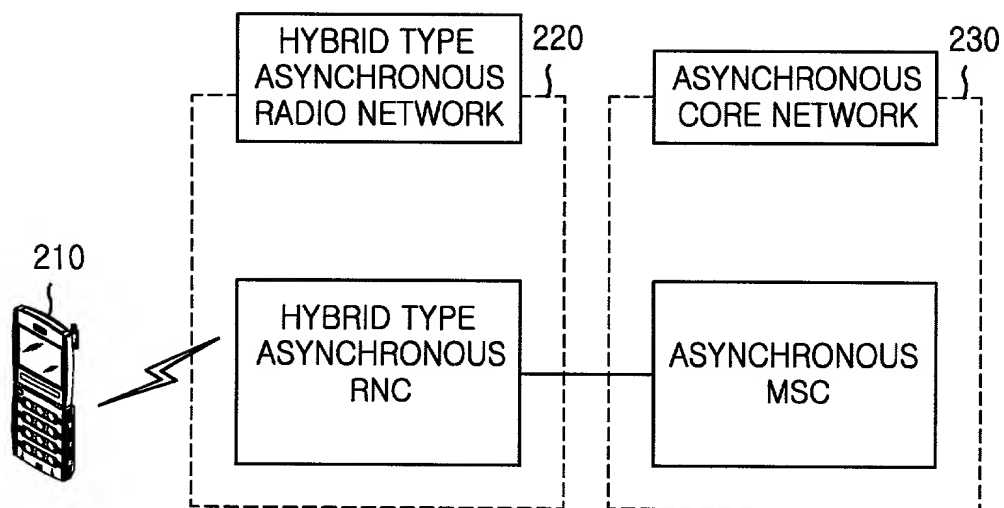 HYBRID TYPE
ASYNCHRONOUS
RADIO NETWORK
220
ASYNCHRONOUS
CORE NETWORK
230
210
HYBRID TYPE
ASYNCHRONOUS
RNC
ASYNCHRONOUS
MSC